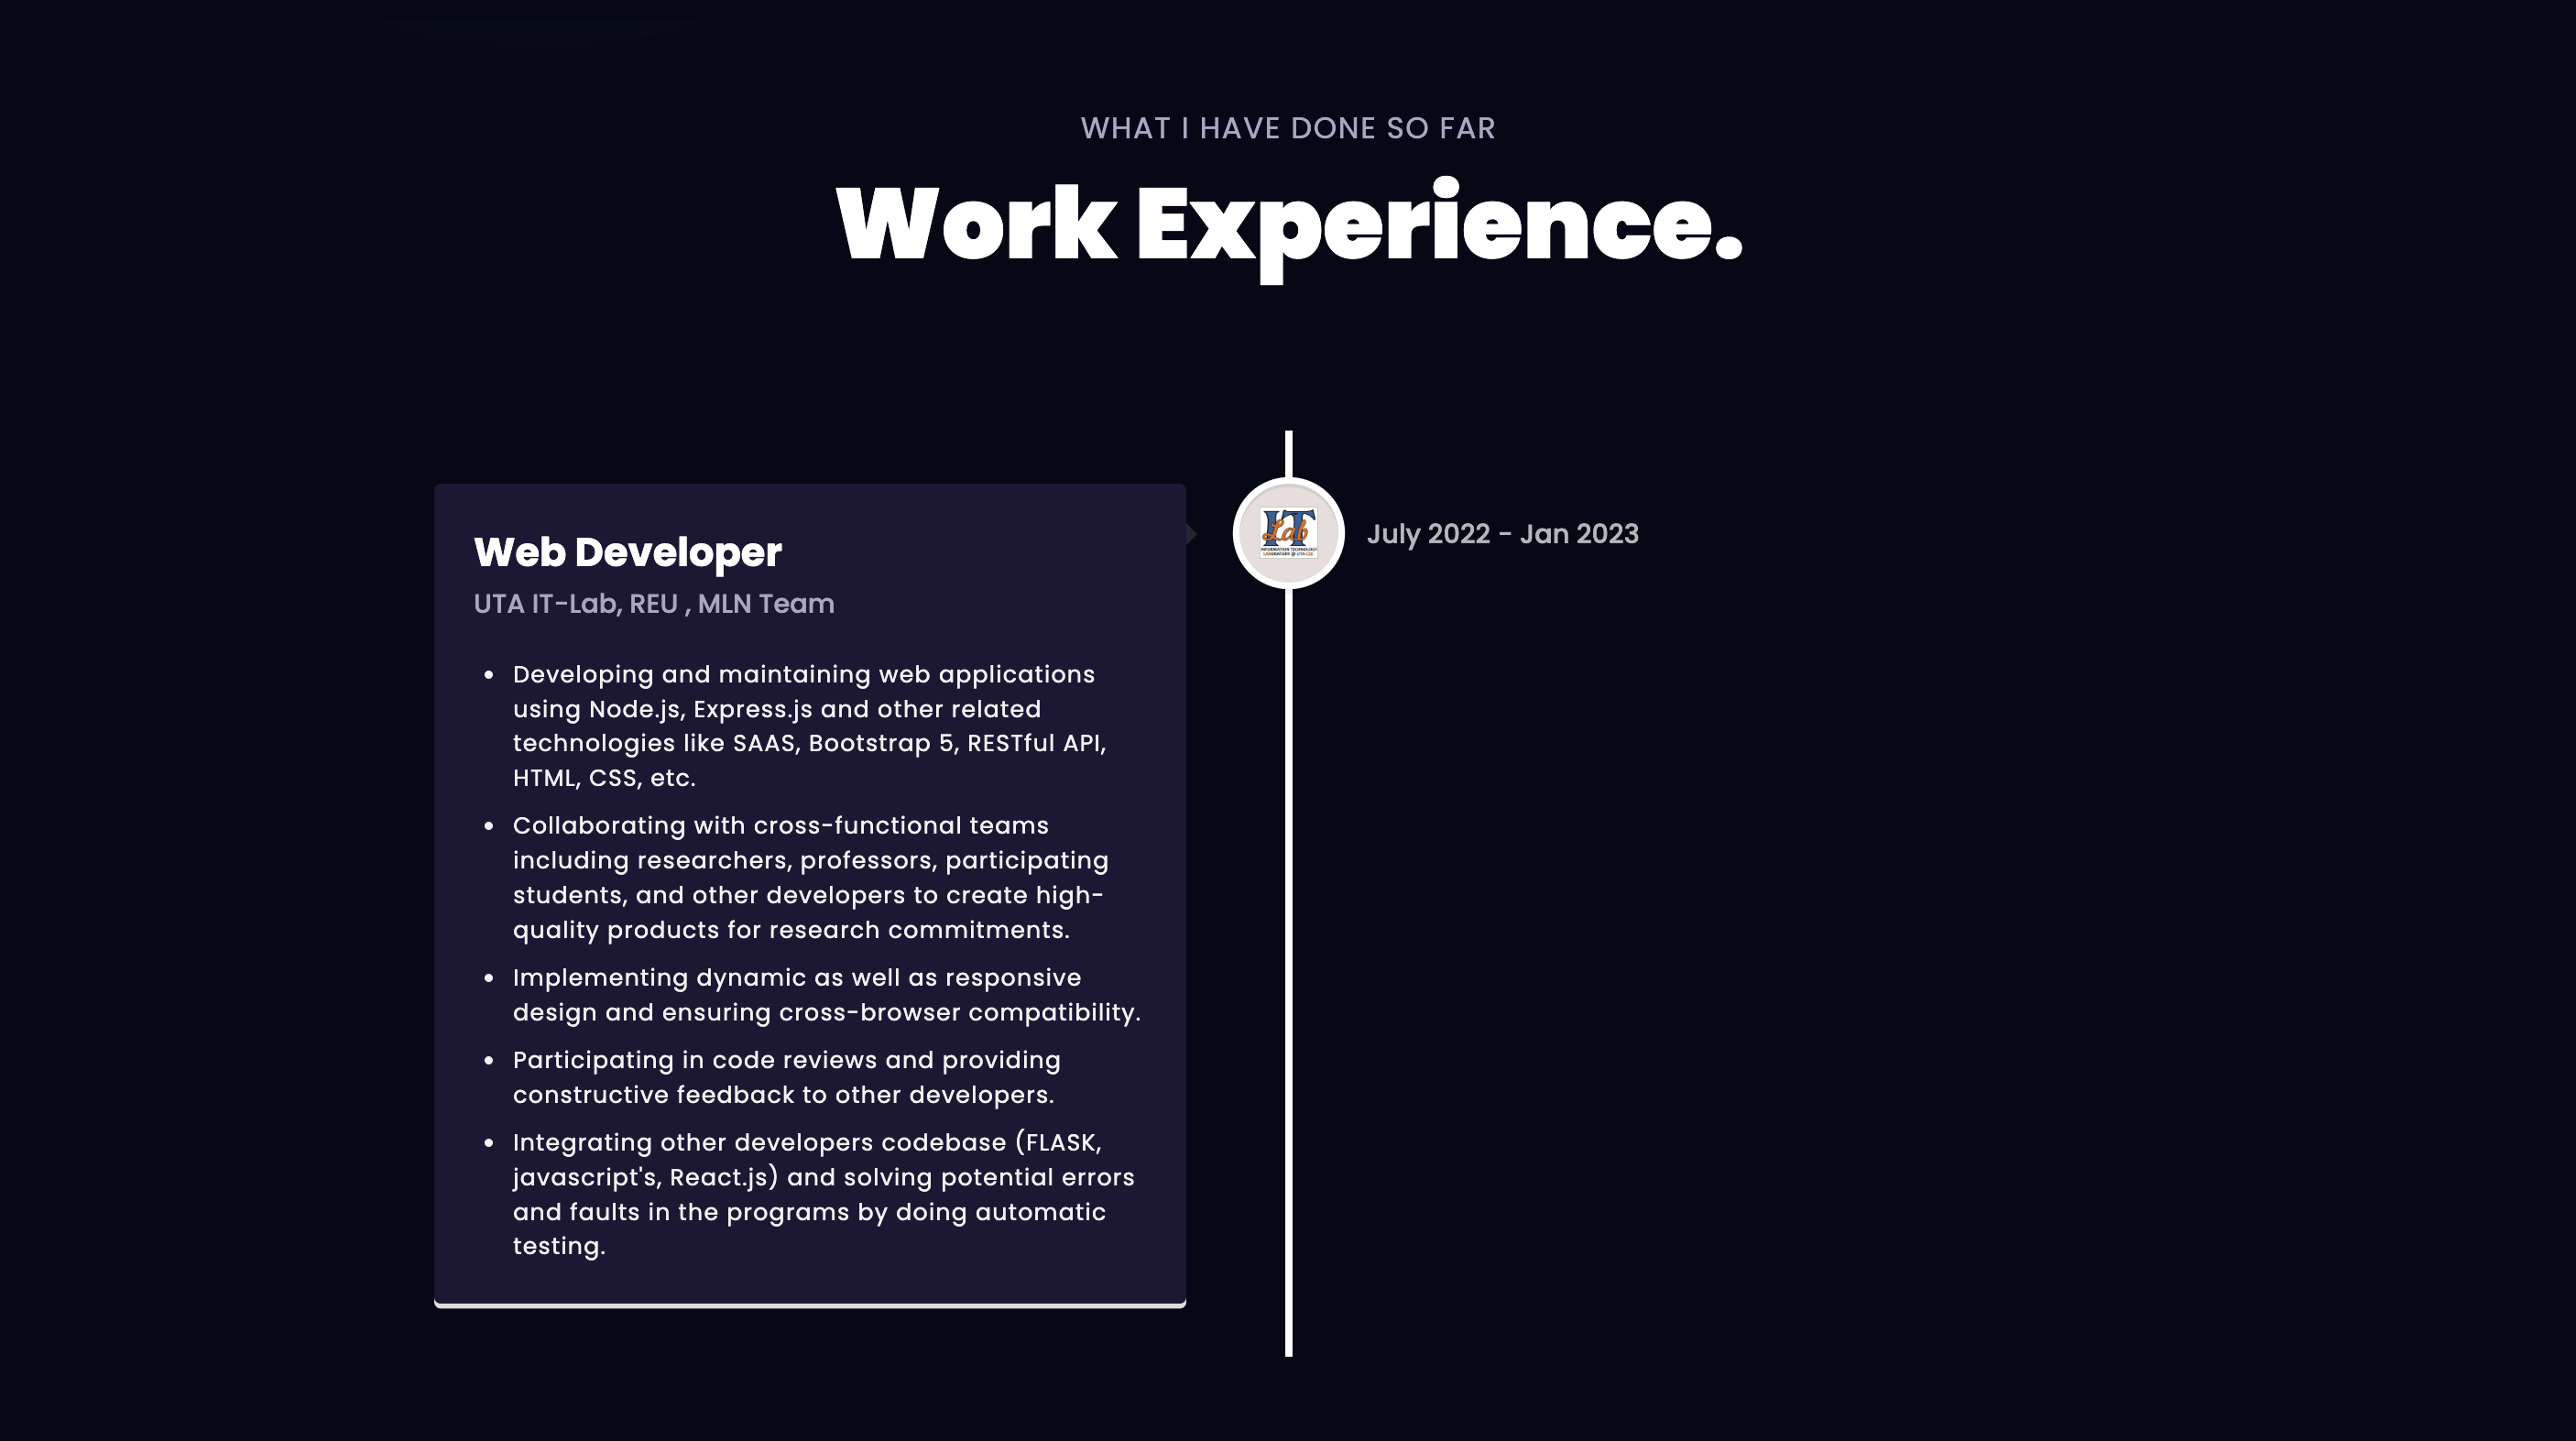 WHAT I HAVE DONE SO FAR
Work Experience.
Web Developer
UTA IT-Lab, REU , MLN Team
• Developing and maintaining web applications
using Node.js, Express.js and other related
technologies like SAAS, Bootstrap 5, RESTful API,
HTML, CSS, etc.
• Collaborating with cross-functional teams
including researchers, professors, participating
students, and other developers to create high-
quality products for research commitments.
• Implementing dynamic as well as responsive
design and ensuring cross-browser compatibility.
• Participating in code reviews and providing
constructive feedback to other developers.
• Integrating other developers codebase (FLASK,
javascript's, React.js) and solving potential errors
and faults in the programs by doing automatic
testing.
IT
Lab
INFORMATION TECHNOLOGY
LABORATORY @ UTA-CSE
July 2022 - Jan 2023